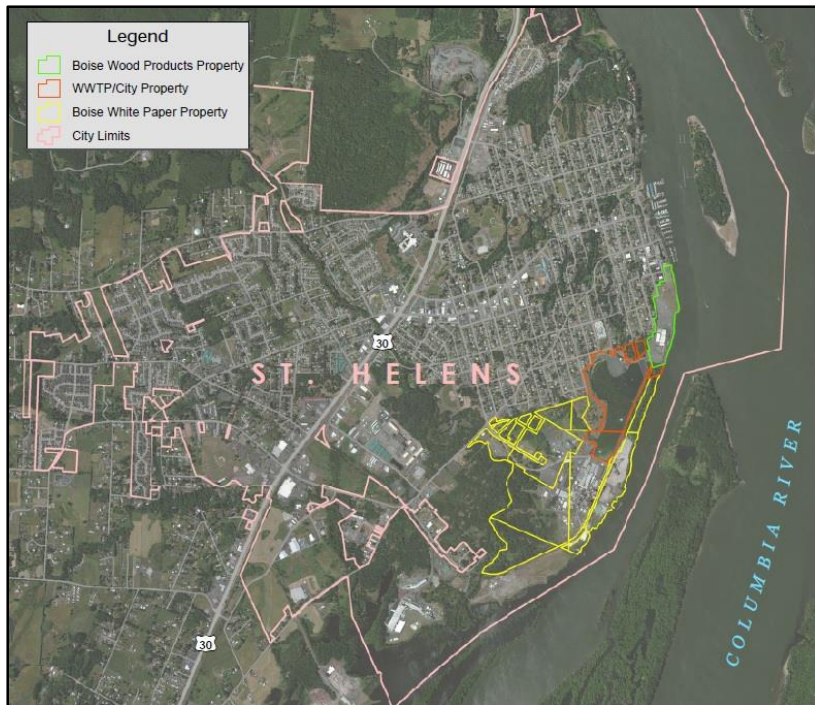 Legend
Boise Wood Products Property
WWTP/City Property
Boise White Paper Property
City Limits
30
ST. HELENS
30
COLUMBIA RIVER